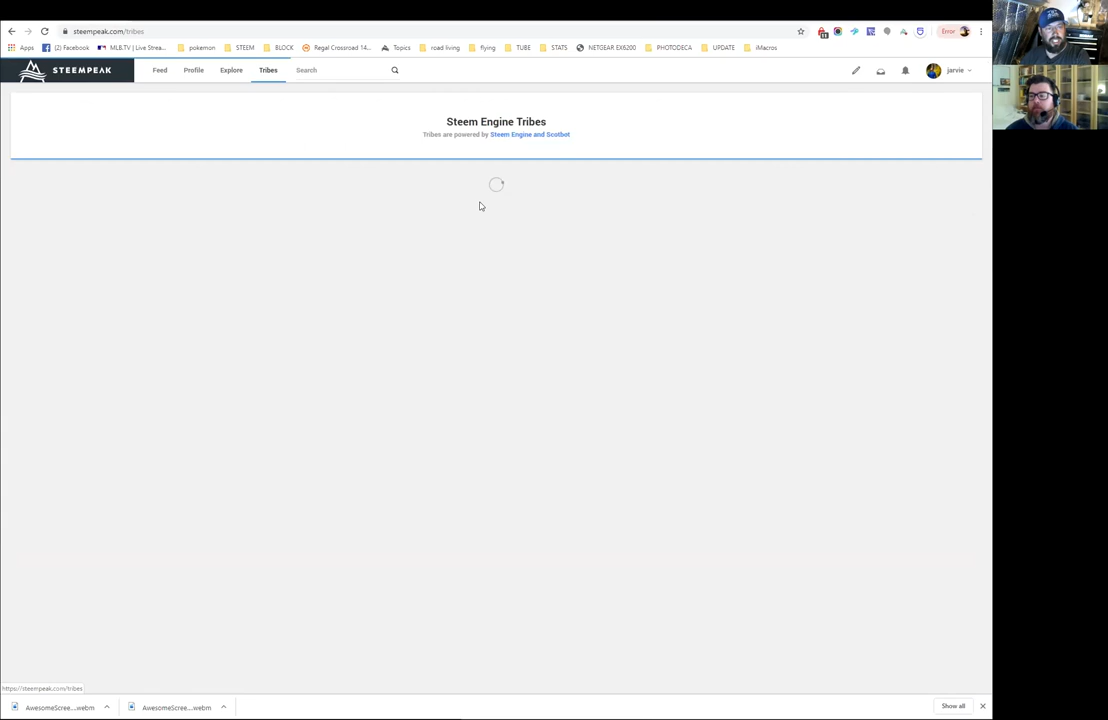 steempeak.com/tribes
Error
Apps
(2) Facebook
MLB.TV | Live Strea...
pokemon
STEEM
BLOCK
Regal Crossroad 14...
Topics
road living
flying
TUBE
STATS
NETGEAR EX6200
PHOTODECA
UPDATE
iMacros
STEEMPEAK
Feed
Profile
Explore
Tribes
Search
jarvie
Steem Engine Tribes
Tribes are powered by Steem Engine and Scotbot
https://steempeak.com/tribes
AwesomeScree....webm
AwesomeScree....webm
Show all